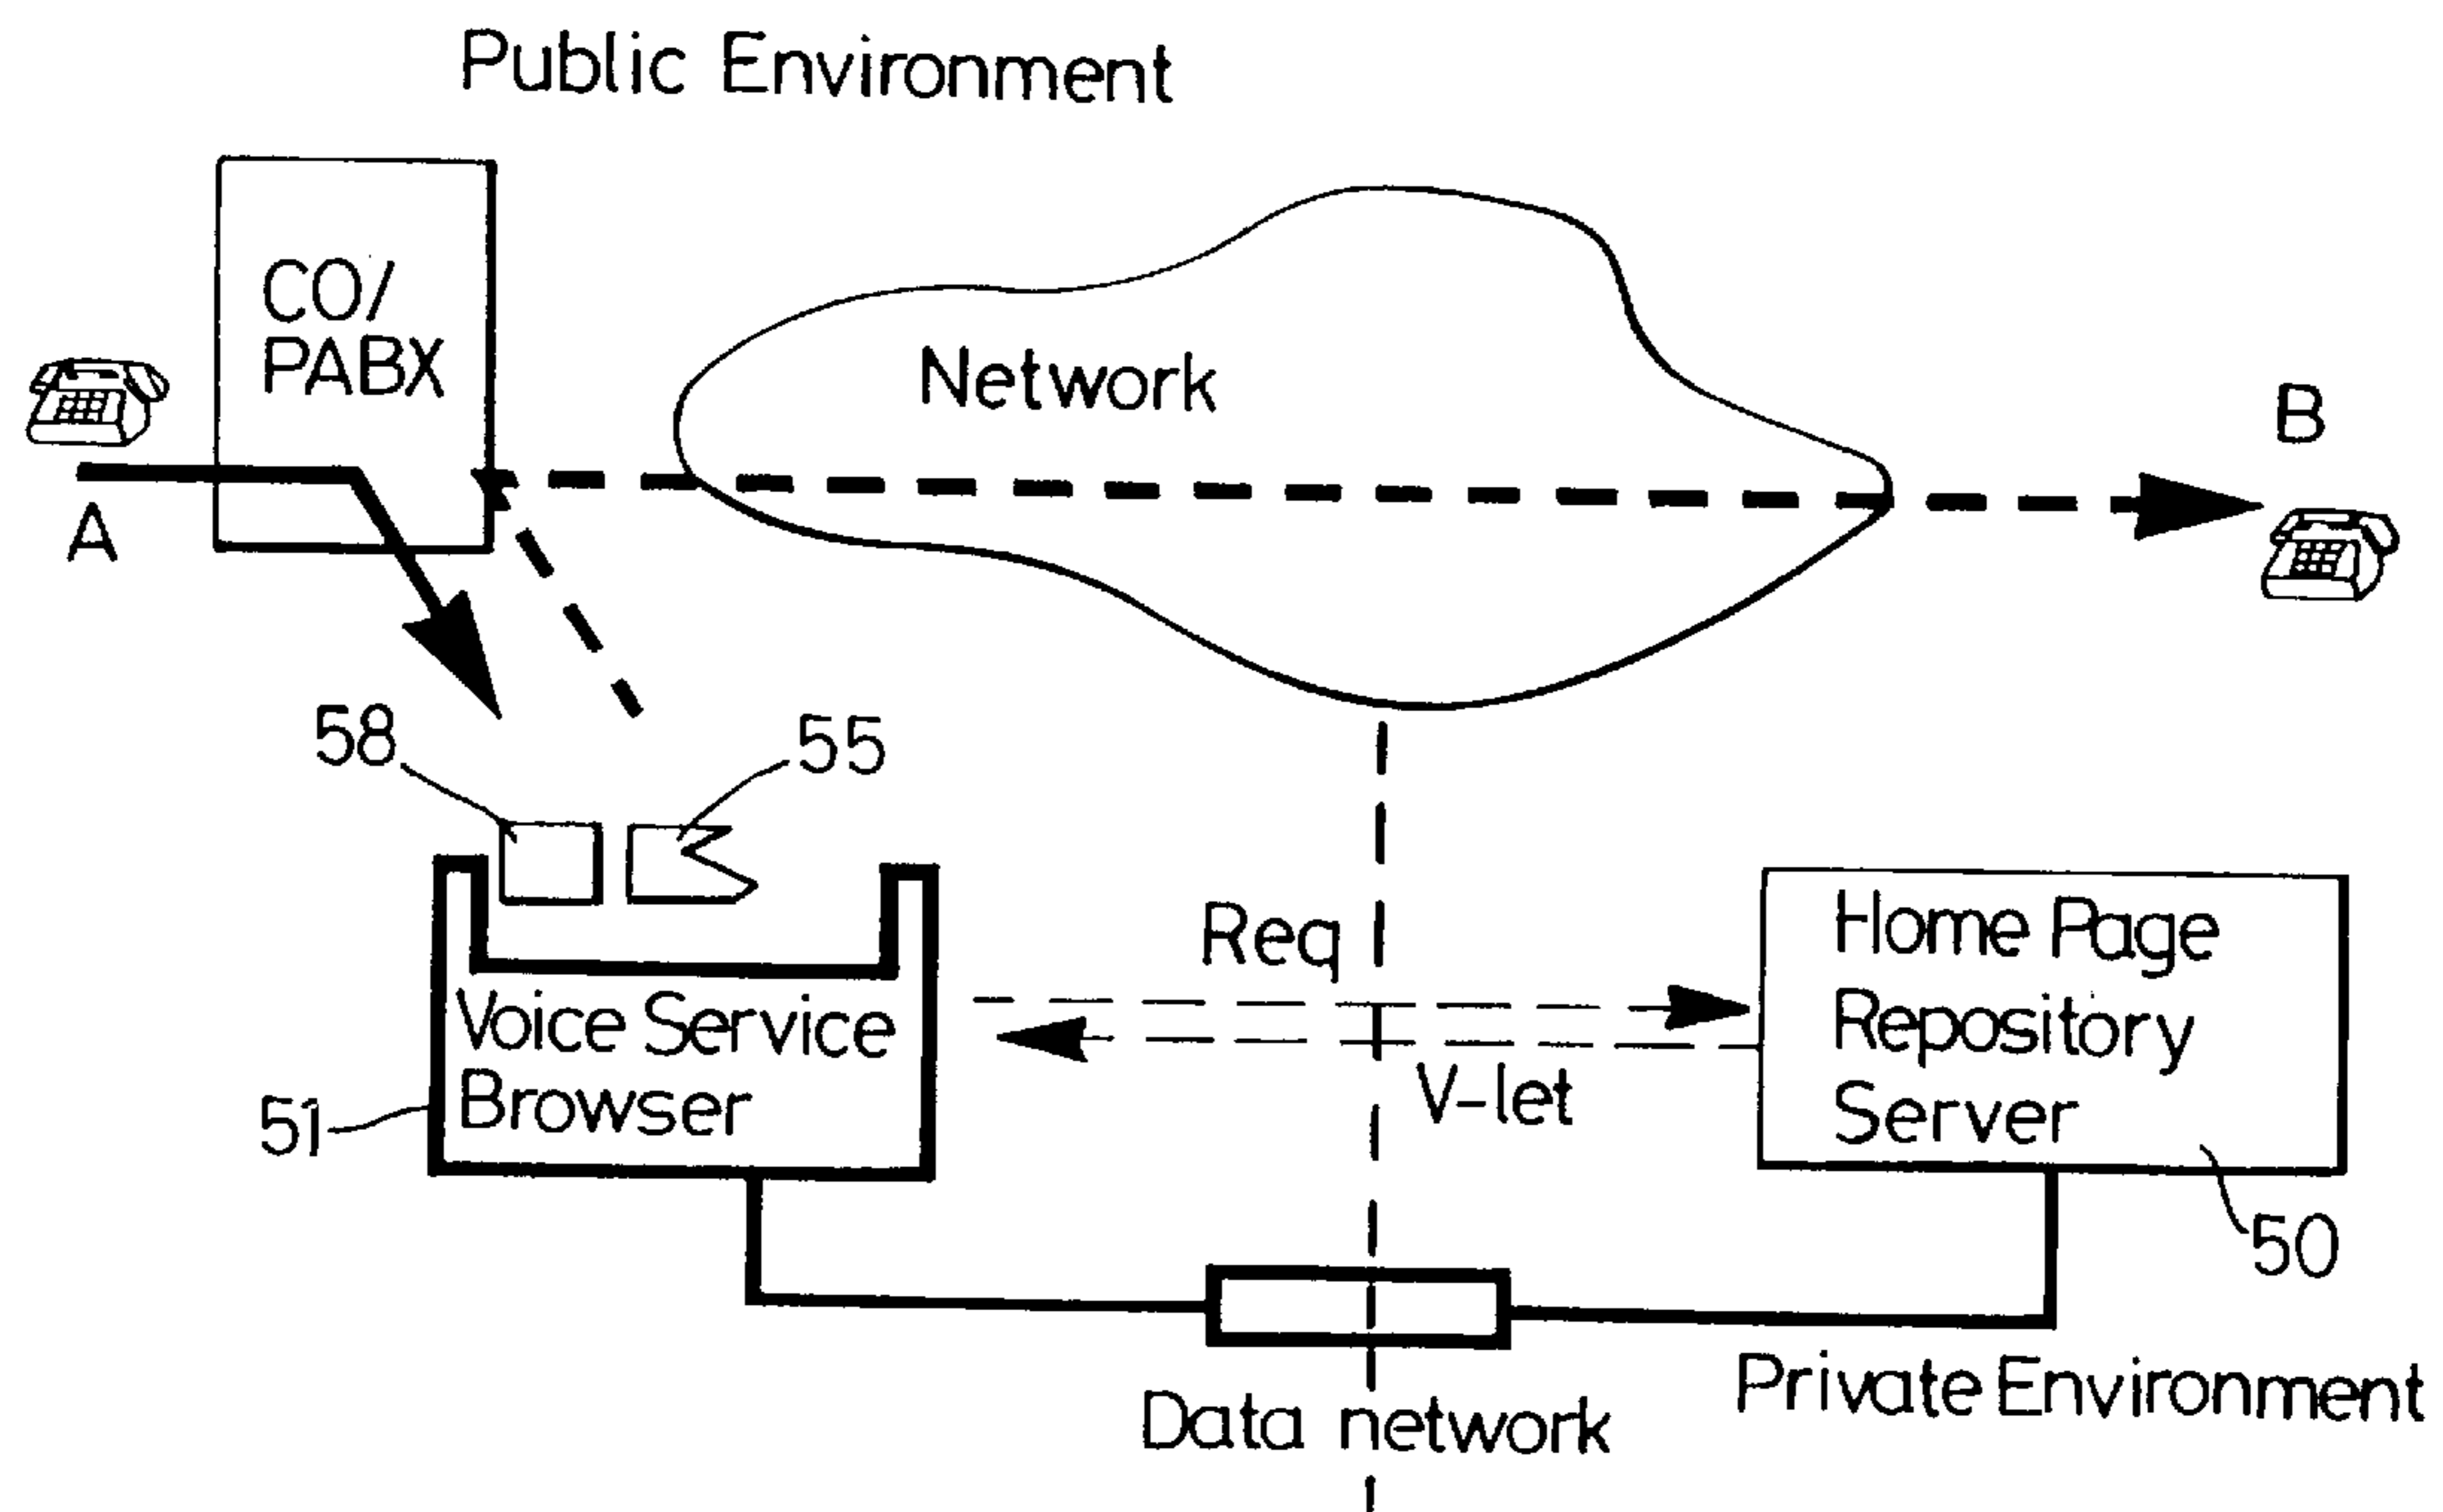 Public Environment
CO/
PABX
Network
B
A
58
55
Req
Home Page
Repository
Server
Voice Service
Browser
V-let
51
50
Private Environment
Data network